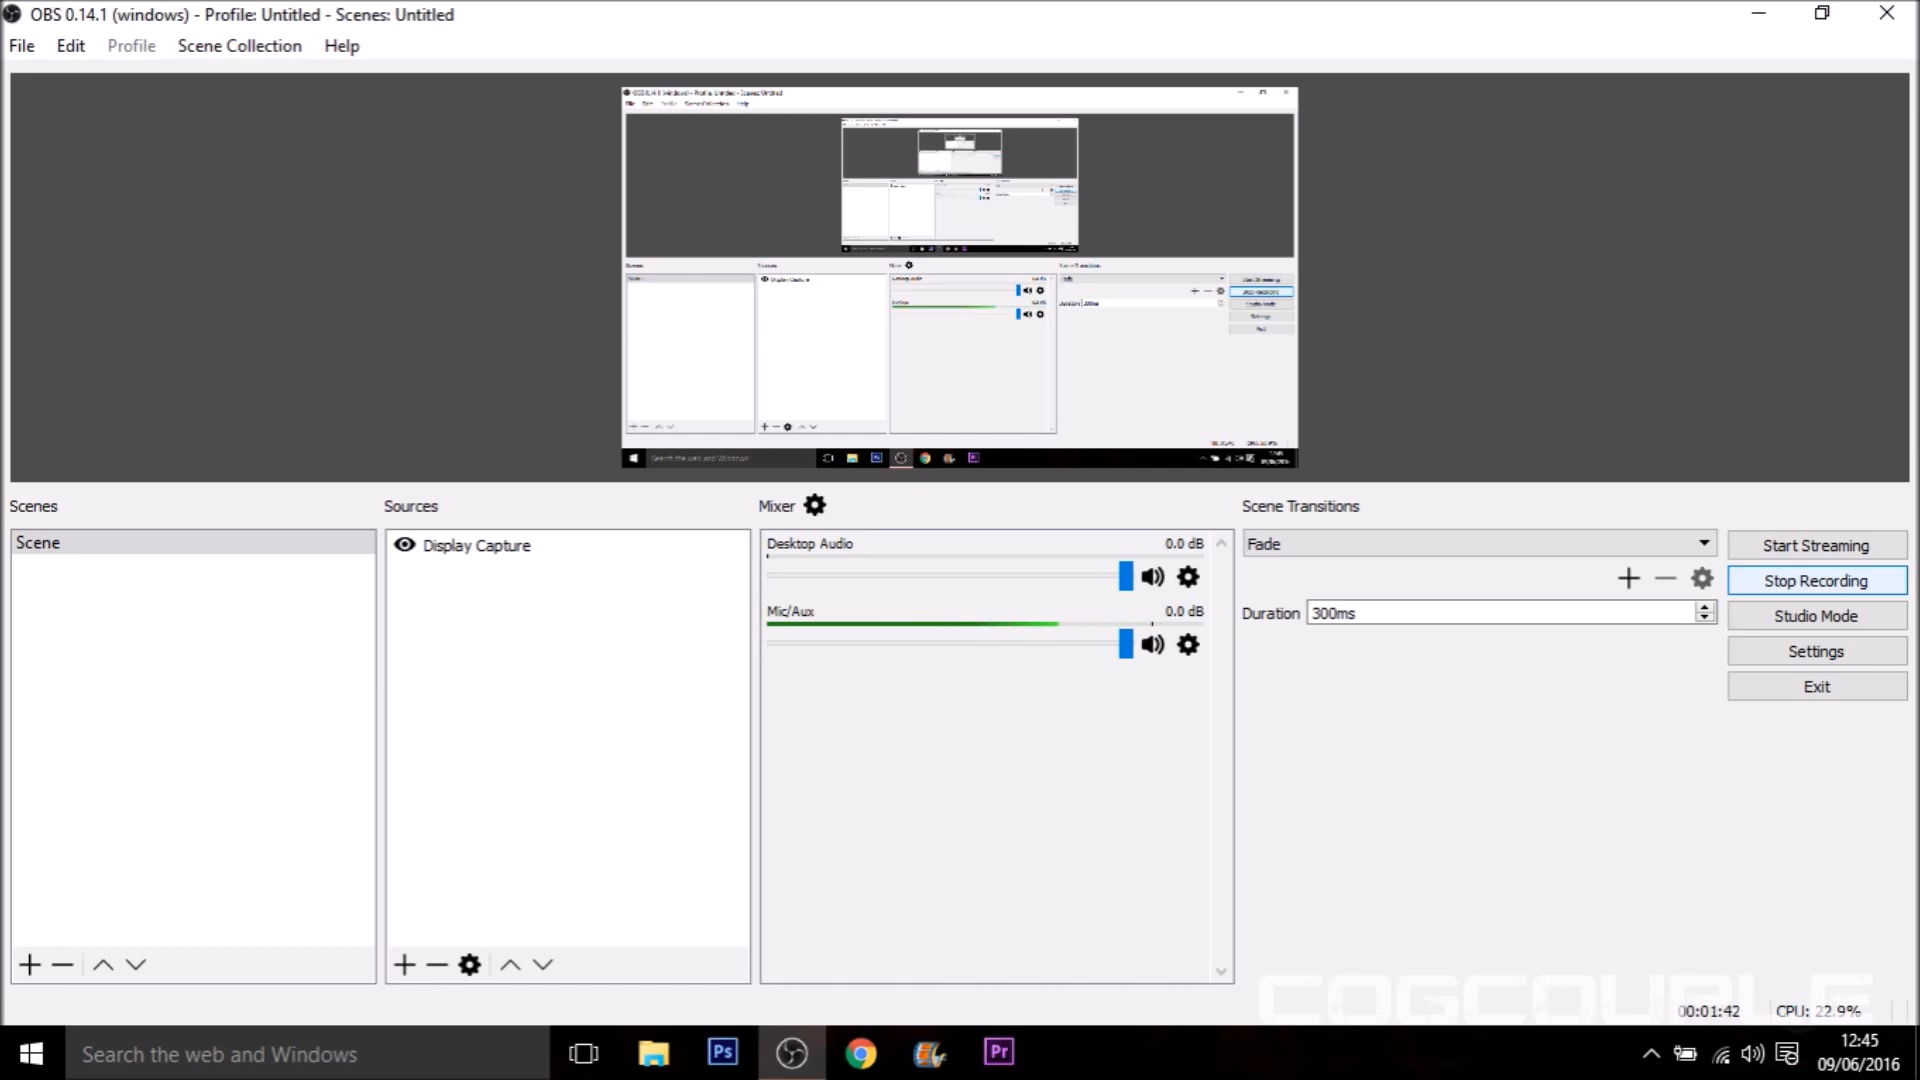 OBS 0.14.1 (windows) - Profile: Untitled - Scenes: Untitled
File Edit Profile Scene Collection Help
Scenes
Scene
Sources
Display Capture
Mixer
Desktop Audio 0.0 dB
Mic/Aux 0.0 dB
Scene Transitions
Fade
Duration 300ms
Start Streaming
Stop Recording
Studio Mode
Settings
Exit
COGCOUBLE
00:01:42 CPU: 22.9%
Search the web and Windows
Ps
Pr
12:45
09/06/2016